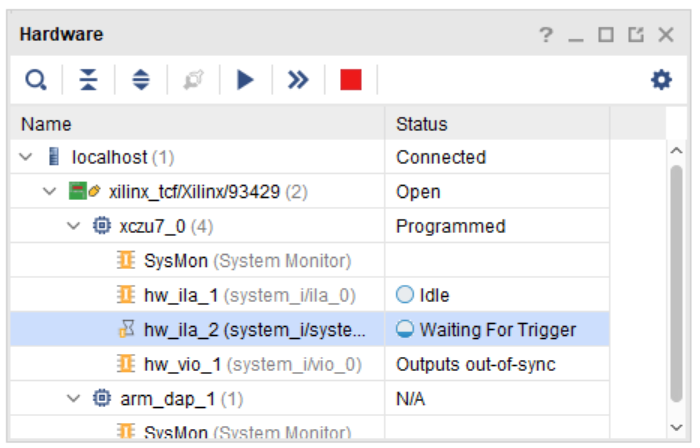 Hardware
Name Status
localhost (1) Connected
xilinx_tcf/Xilinx/93429 (2) Open
xczu7_0 (4) Programmed
SysMon (System Monitor)
hw_ila_1 (system_i/ila_0) Idle
hw_ila_2 (system_i/syste... Waiting For Trigger
hw_vio_1 (system_i/vio_0) Outputs out-of-sync
arm_dap_1 (1) N/A
SysMon (System Monitor)